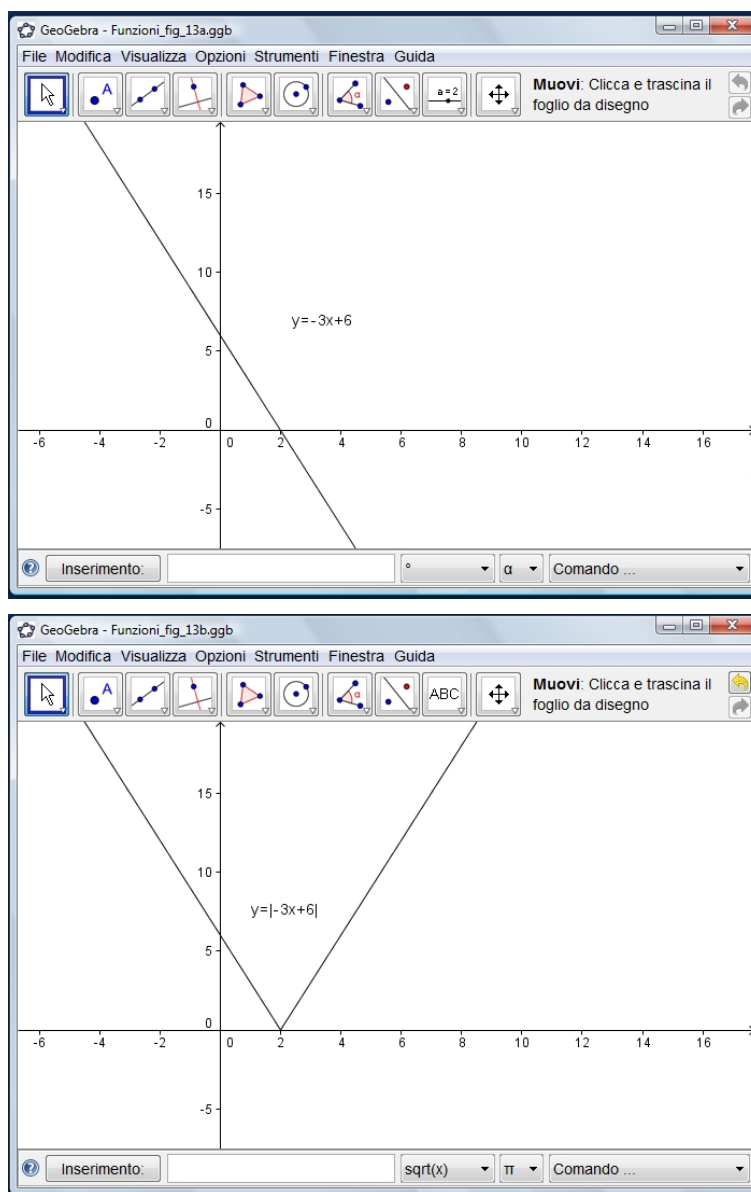 GeoGebra - Funzioni_fig_13a.ggb
File Modifica Visualizza Opzioni Strumenti Finestra Guida
A
α
a = 2
Muovi: Clicca e trascina il
foglio da disegno
15
10
y=-3x+6
5
0
-6 -4 -2 0 2 4 6 8 10 12 14 16
-5
Inserimento: ° α Comando ...
GeoGebra - Funzioni_fig_13b.ggb
File Modifica Visualizza Opzioni Strumenti Finestra Guida
A
α
ABC
Muovi: Clicca e trascina il
foglio da disegno
15
10
y=|-3x+6|
5
0
-6 -4 -2 0 2 4 6 8 10 12 14 16
-5
Inserimento: sqrt(x) π Comando ...